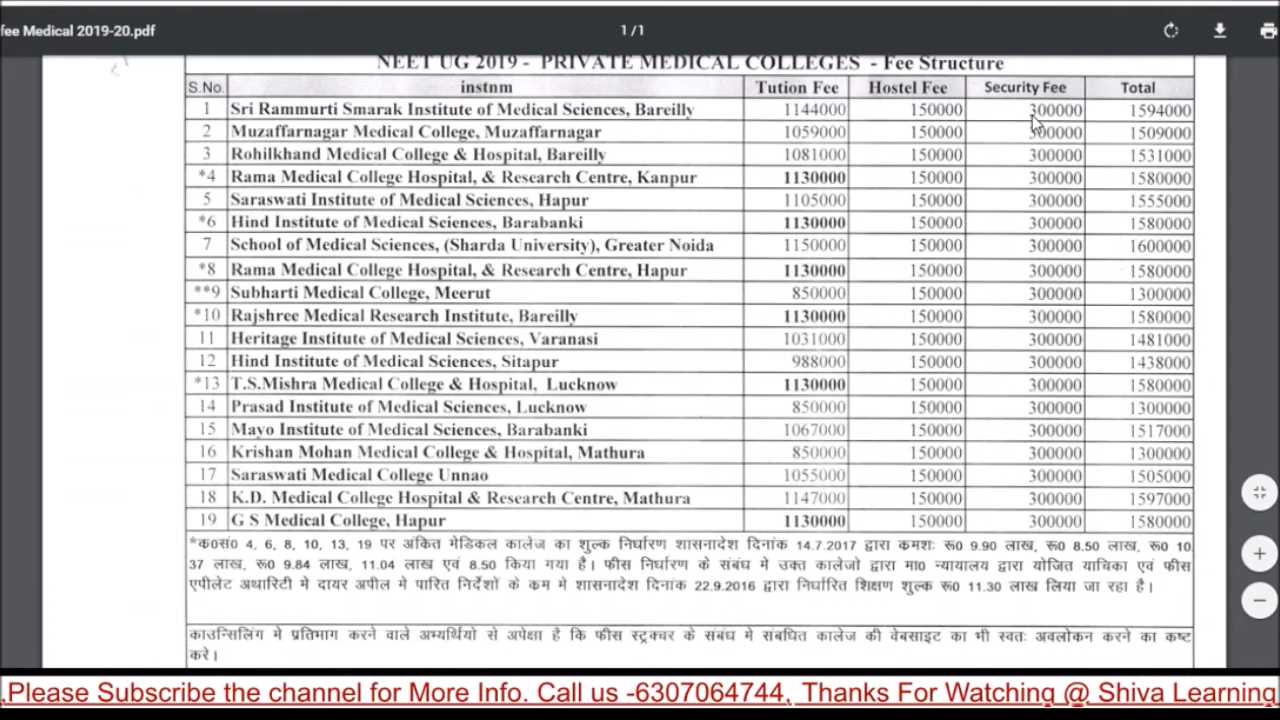 fee Medical 2019-20.pdf 1/1
NEET UG 2019 - PRIVATE MEDICAL COLLEGES - Fee Structure
S.No. instnm Tution Fee Hostel Fee Security Fee Total
1 Sri Rammurti Smarak Institute of Medical Sciences, Bareilly 1144000 150000 300000 1594000
2 Muzaffarnagar Medical College, Muzaffarnagar 1059000 150000 300000 1509000
3 Rohilkhand Medical College & Hospital, Bareilly 1081000 150000 300000 1531000
*4 Rama Medical College Hospital, & Research Centre, Kanpur 1130000 150000 300000 1580000
5 Saraswati Institute of Medical Sciences, Hapur 1105000 150000 300000 1555000
*6 Hind Institute of Medical Sciences, Barabanki 1130000 150000 300000 1580000
7 School of Medical Sciences, (Sharda University), Greater Noida 1150000 150000 300000 1600000
*8 Rama Medical College Hospital, & Research Centre, Hapur 1130000 150000 300000 1580000
**9 Subharti Medical College, Meerut 850000 150000 300000 1300000
*10 Rajshree Medical Research Institute, Bareilly 1130000 150000 300000 1580000
11 Heritage Institute of Medical Sciences, Varanasi 1031000 150000 300000 1481000
12 Hind Institute of Medical Sciences, Sitapur 988000 150000 300000 1438000
*13 T.S.Mishra Medical College & Hospital, Lucknow 1130000 150000 300000 1580000
14 Prasad Institute of Medical Sciences, Lucknow 850000 150000 300000 1300000
15 Mayo Institute of Medical Sciences, Barabanki 1067000 150000 300000 1517000
16 Krishan Mohan Medical College & Hospital, Mathura 850000 150000 300000 1300000
17 Saraswati Medical College Unnao 1055000 150000 300000 1505000
18 K.D. Medical College Hospital & Research Centre, Mathura 1147000 150000 300000 1597000
19 G S Medical College, Hapur 1130000 150000 300000 1580000
*क0सं0 4, 6, 8, 10, 13, 19 पर अंकित मेडिकल कालेज का शुल्क निर्धारण शासनादेश दिनांक 14.7.2017 द्वारा कमशः रू0 9.90 लाख, रू0 8.50 लाख, रू0 10
37 लाख, रू0 9.84 लाख, 11.04 लाख एवं 8.50 किया गया है। फीस निर्धारण के संबंध मे उक्त कालेजो द्वारा मा0 न्यायालय द्वारा योजित याचिका एवं फीस
एपीलेट अथारिटी मे दायर अपील मे पारित निर्देशों के कम मे शासनादेश दिनांक 22.9.2016 द्वारा निर्धारित शिक्षण शुल्क रू0 11.30 लाख लिया जा रहा है।
काउन्सिलिंग मे प्रतिभाग करने वाले अभ्यर्थियो से अपेक्षा है कि फीस स्ट्रक्चर के संबंध मे संबधित कालेज की वेबसाइट का भी स्वतः अवलोकन करने का कष्ट
करे।
,Please Subscribe the channel for More Info. Call us -6307064744, Thanks For Watching @ Shiva Learning